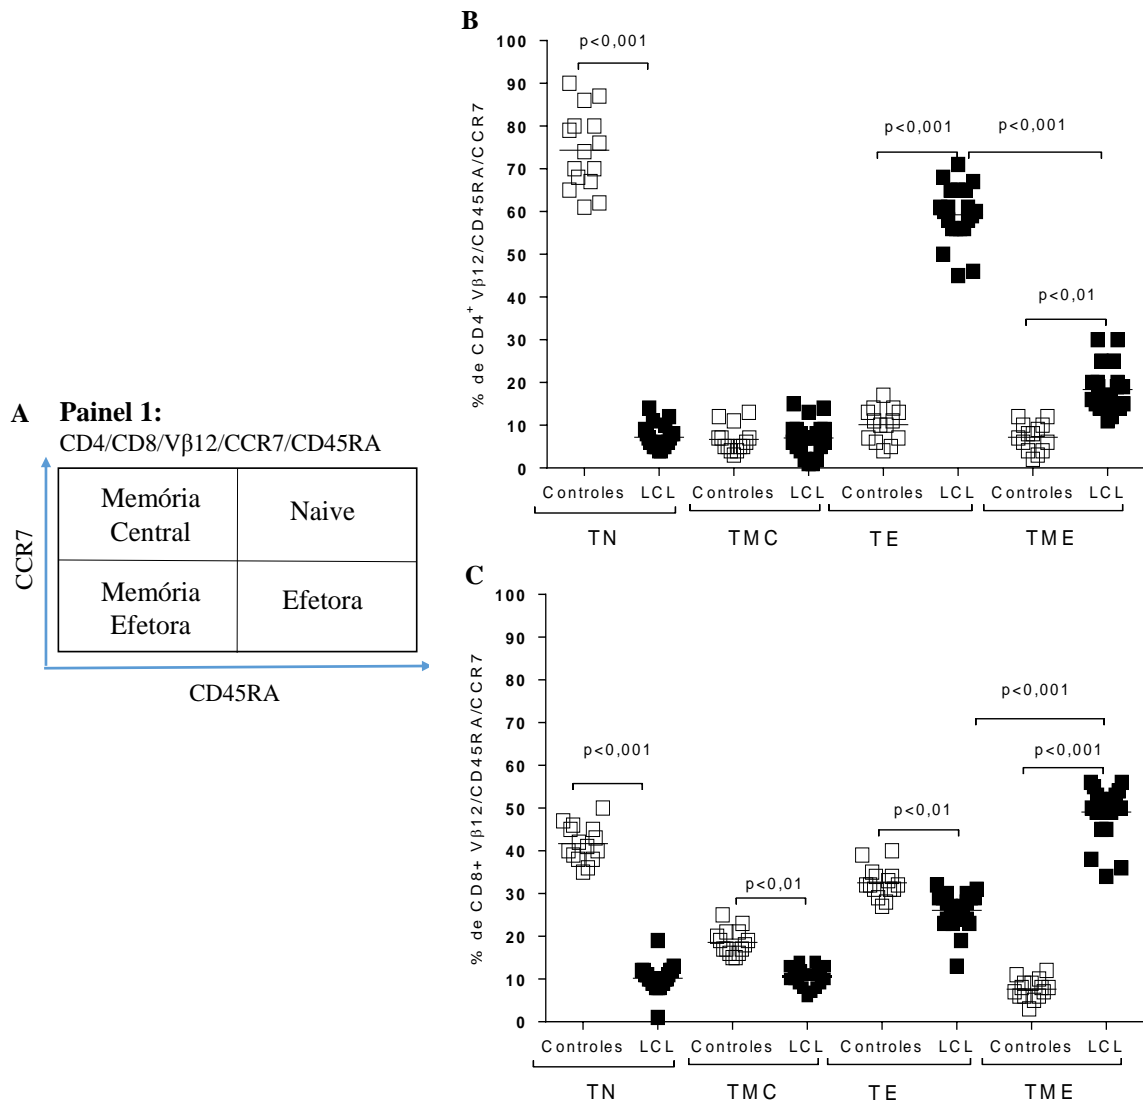 A
Painel 1:
CD4/CD8/Vβ12/CCR7/CD45RA
CCR7
Memória
Central
Naive
Memória
Efetora
Efetora
CD45RA
B
% de CD4⁺ Vβ12/CD45RA/CCR7
100
90
80
70
60
50
40
30
20
10
0
p<0,001
p<0,001
p<0,001
p<0,01
Controles LCL Controles LCL Controles LCL Controles LCL
TN TMC TE TME
C
% de CD8+ Vβ12/CD45RA/CCR7
100
90
80
70
60
50
40
30
20
10
0
p<0,001
p<0,01
p<0,01
p<0,001
p<0,001
Controles LCL Controles LCL Controles LCL Controles LCL
TN TMC TE TME